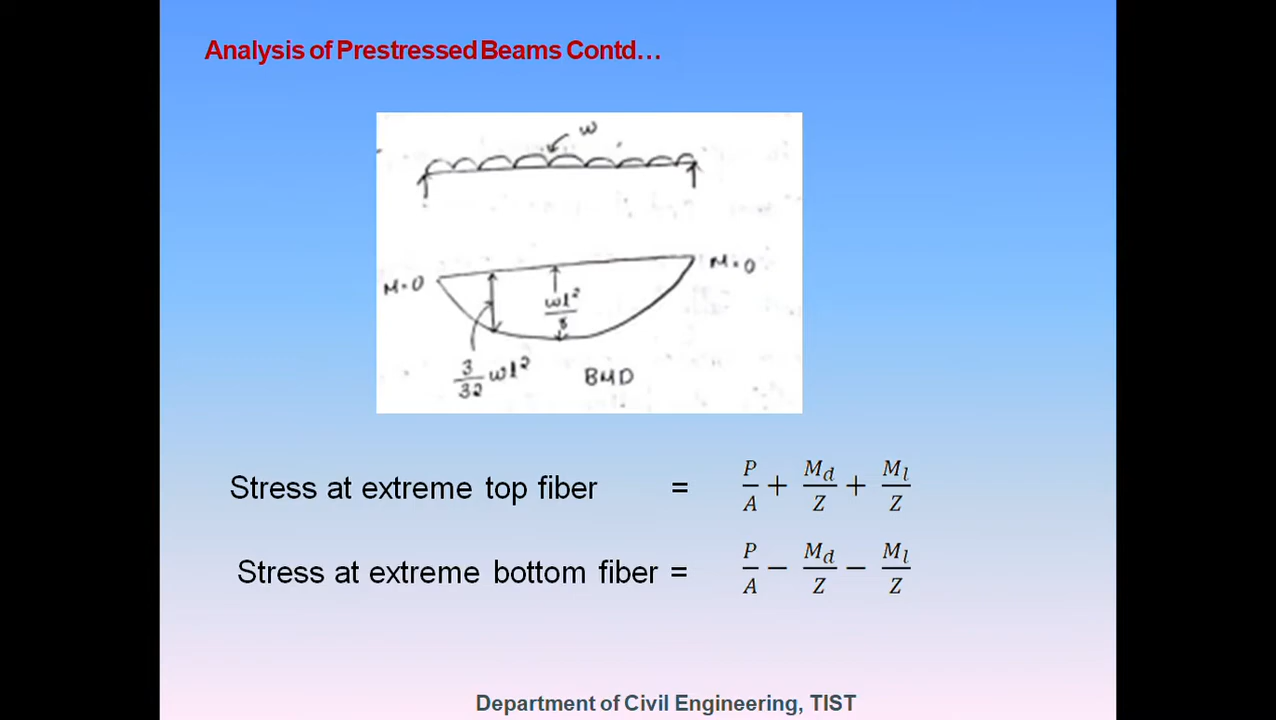 Analysis of Prestressed Beams Contd…
w
M=0
M=0
wl²/8
3/32 wl²
BMD
Stress at extreme top fiber = P/A + M_d/Z + M_l/Z
Stress at extreme bottom fiber = P/A − M_d/Z − M_l/Z
Department of Civil Engineering, TIST